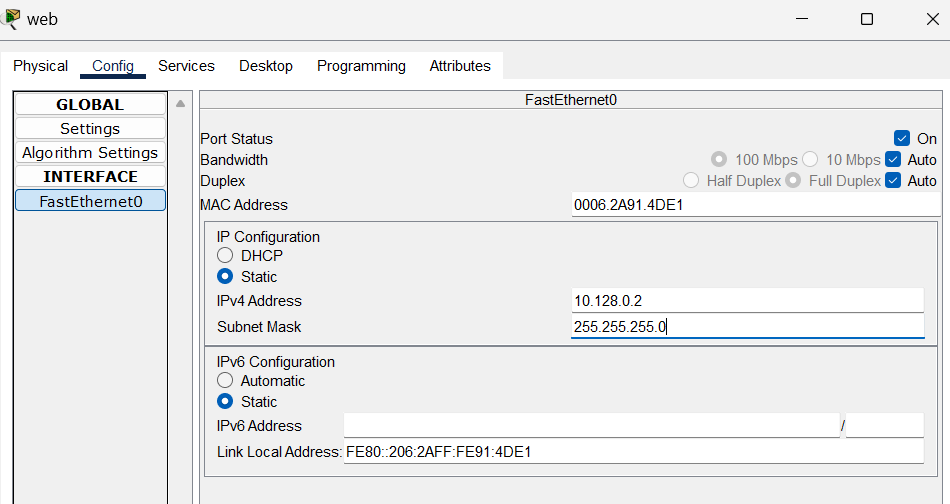 web
Physical Config Services Desktop Programming Attributes
GLOBAL
Settings
Algorithm Settings
INTERFACE
FastEthernet0
FastEthernet0
Port Status On
Bandwidth 100 Mbps 10 Mbps Auto
Duplex Half Duplex Full Duplex Auto
MAC Address 0006.2A91.4DE1
IP Configuration
DHCP
Static
IPv4 Address 10.128.0.2
Subnet Mask 255.255.255.0
IPv6 Configuration
Automatic
Static
IPv6 Address /
Link Local Address: FE80::206:2AFF:FE91:4DE1